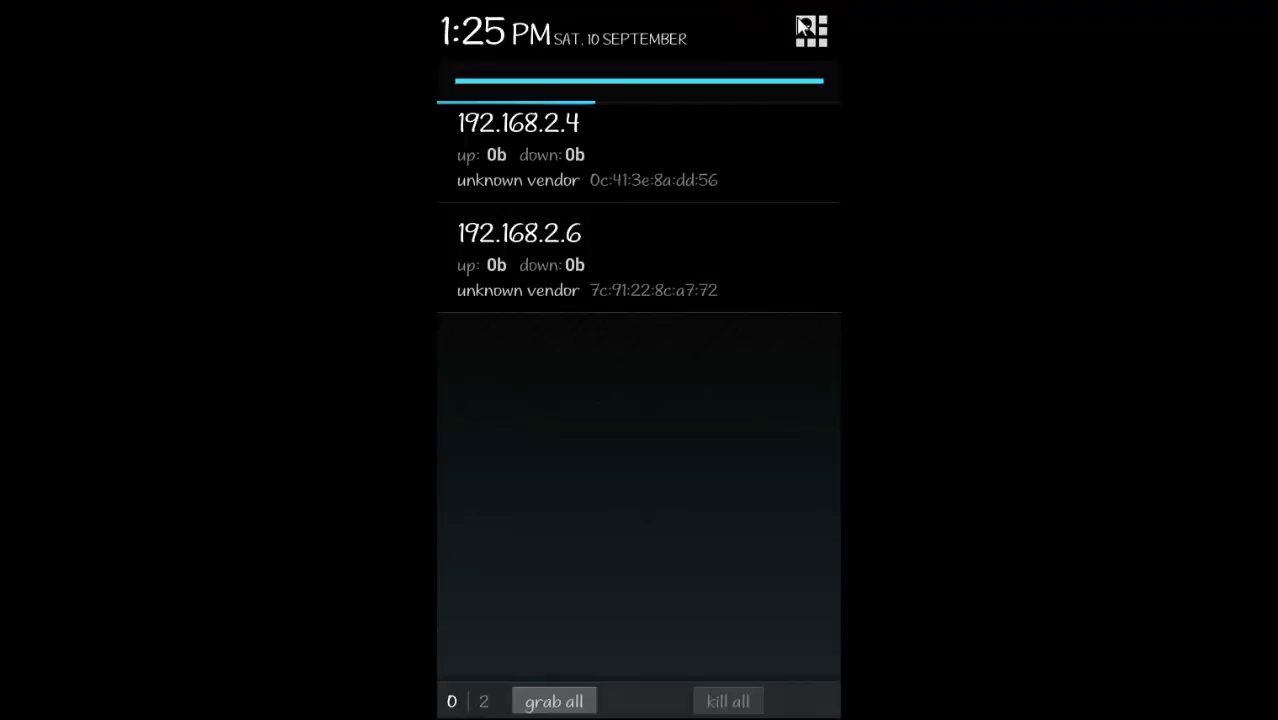 1:25 PM SAT, 10 SEPTEMBER
192.168.2.4
up: 0b down: 0b
unknown vendor 0c:41:3e:8a:dd:56
192.168.2.6
up: 0b down: 0b
unknown vendor 7c:91:22:8c:a7:72
0 | 2 grab all kill all